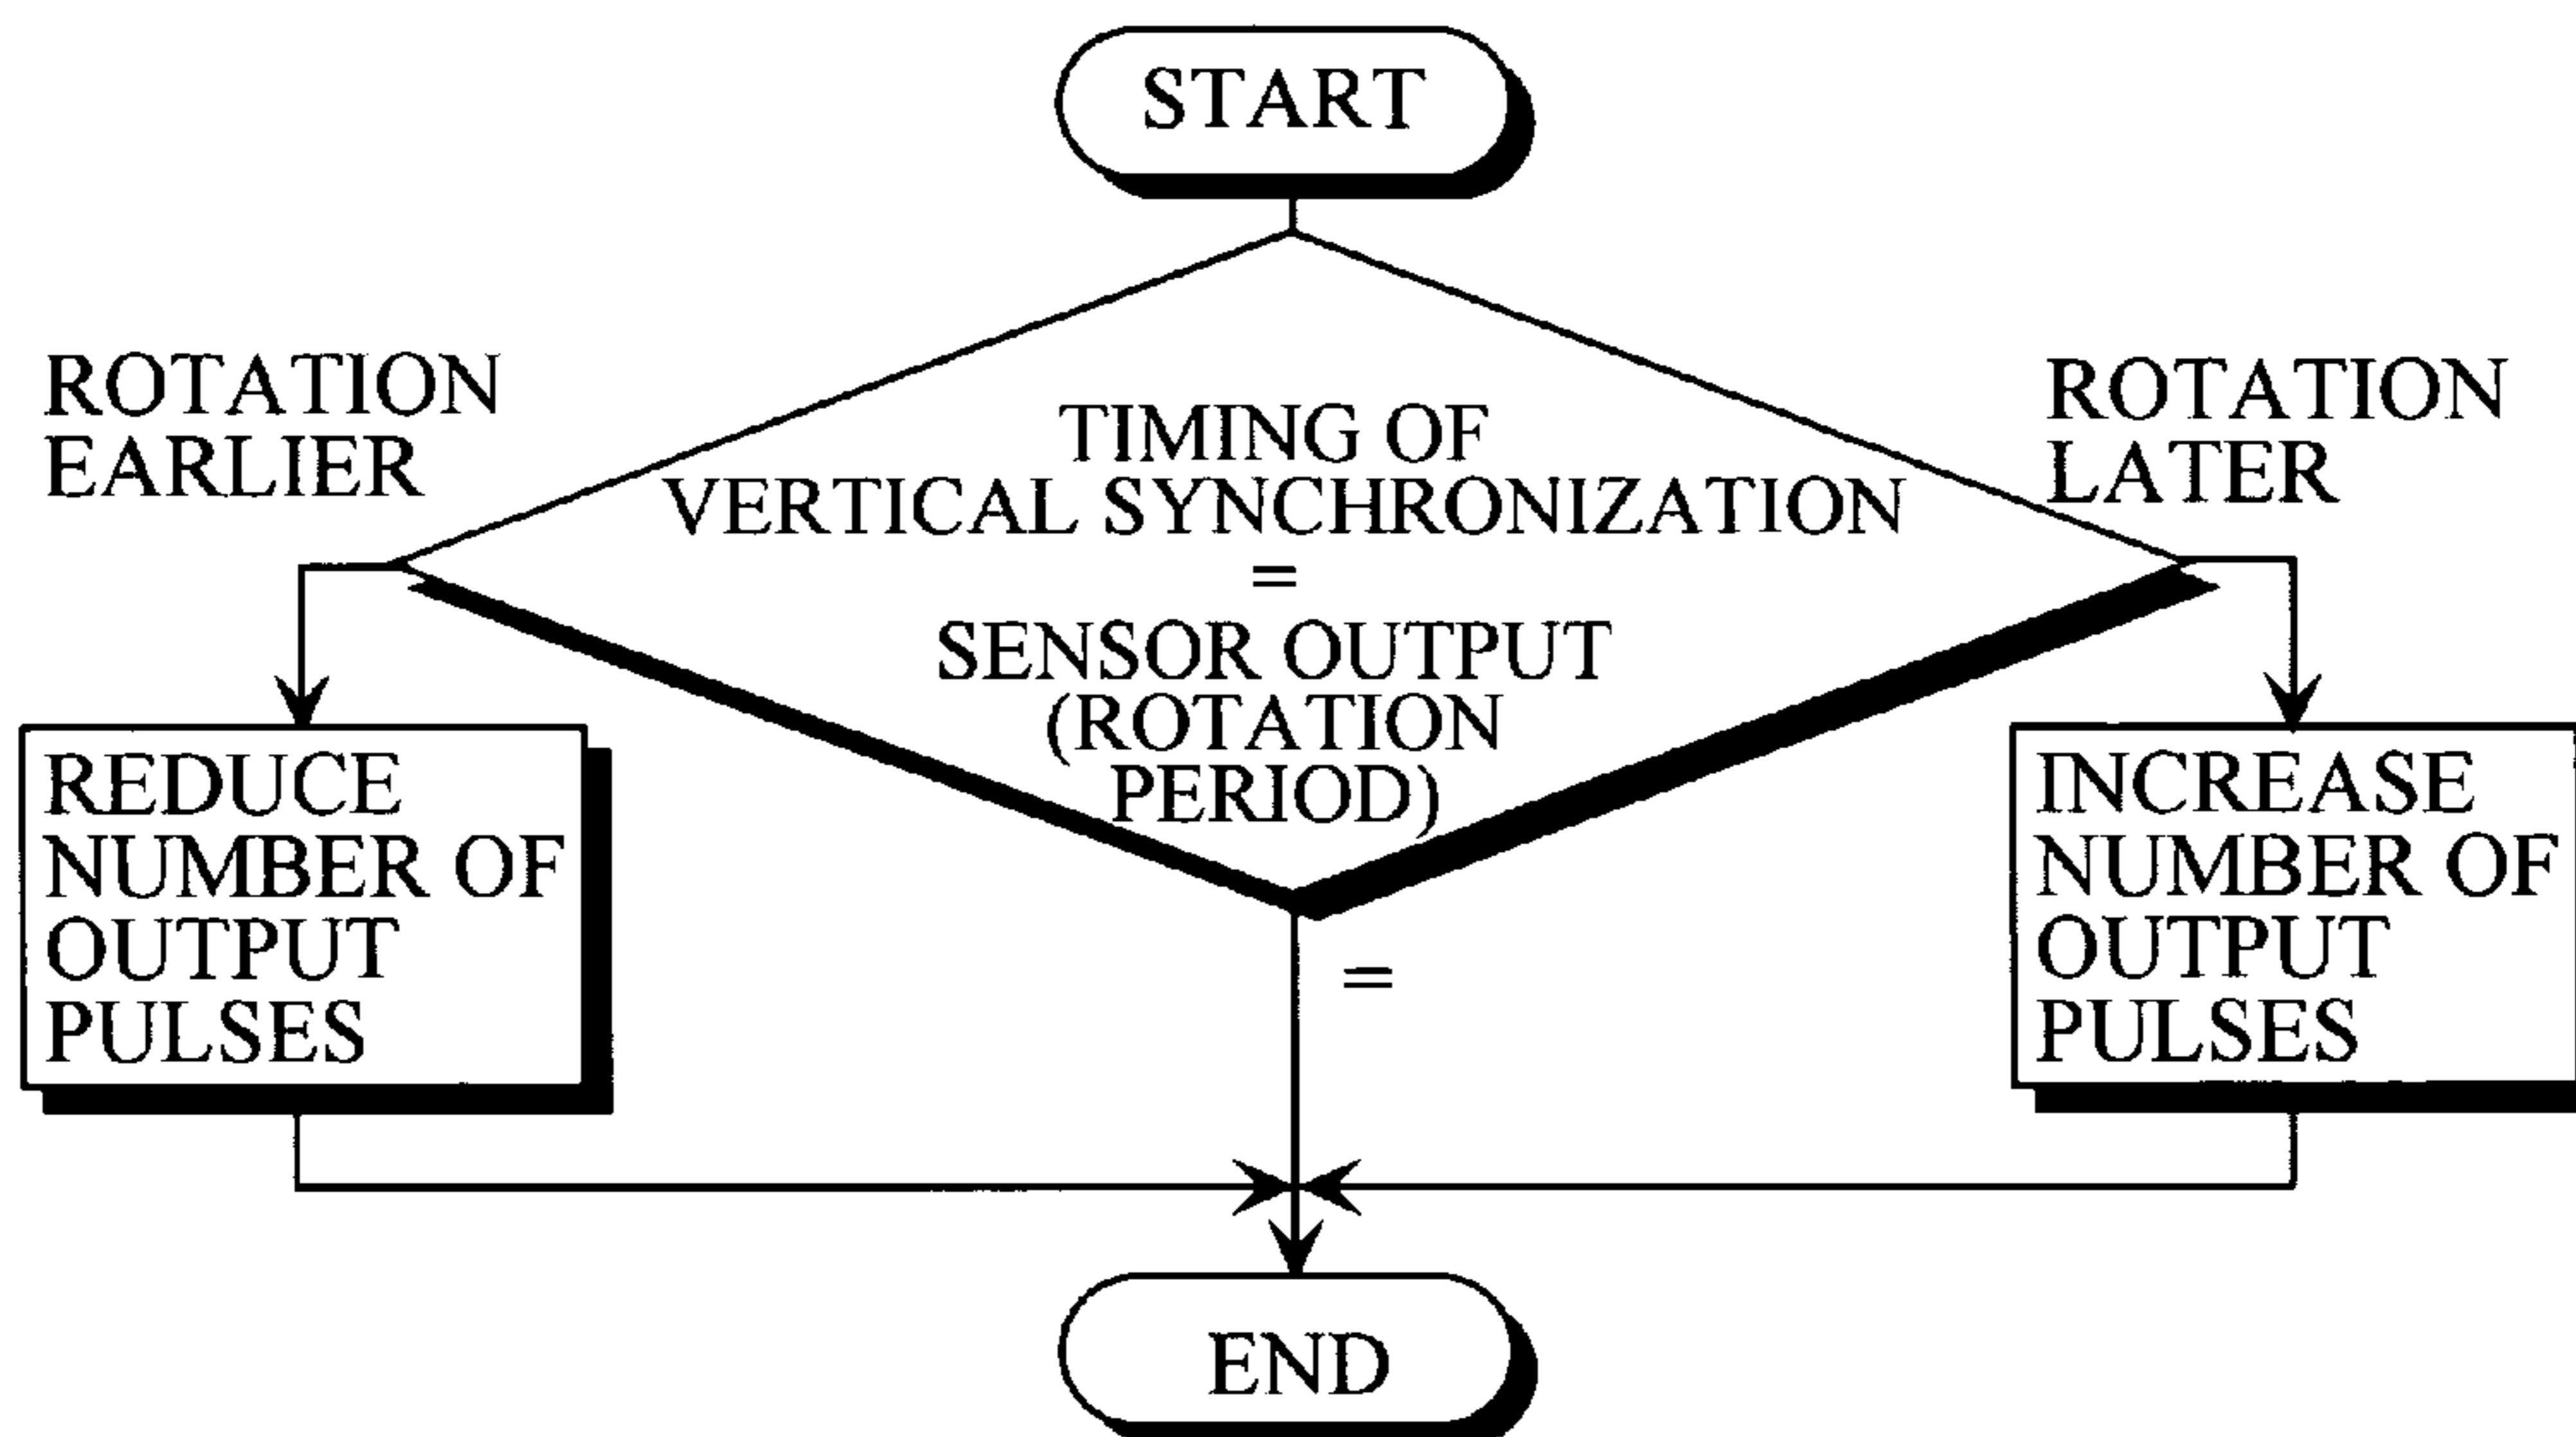 START
ROTATION
EARLIER
TIMING OF
VERTICAL SYNCHRONIZATION
=
SENSOR OUTPUT
(ROTATION
PERIOD)
ROTATION
LATER
REDUCE
NUMBER OF
OUTPUT
PULSES
=
INCREASE
NUMBER OF
OUTPUT
PULSES
END